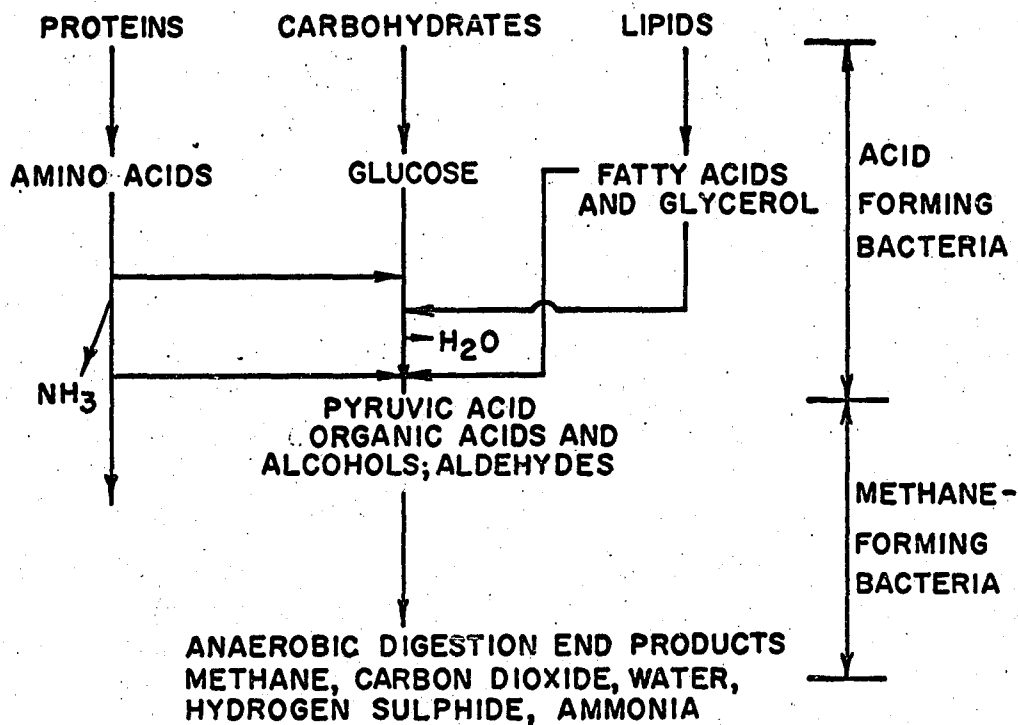 PROTEINS CARBOHYDRATES LIPIDS
AMINO ACIDS GLUCOSE FATTY ACIDS
AND GLYCEROL
ACID
FORMING
BACTERIA
H2O
NH3
PYRUVIC ACID
ORGANIC ACIDS AND
ALCOHOLS; ALDEHYDES
METHANE-
FORMING
BACTERIA
ANAEROBIC DIGESTION END PRODUCTS
METHANE, CARBON DIOXIDE, WATER,
HYDROGEN SULPHIDE, AMMONIA